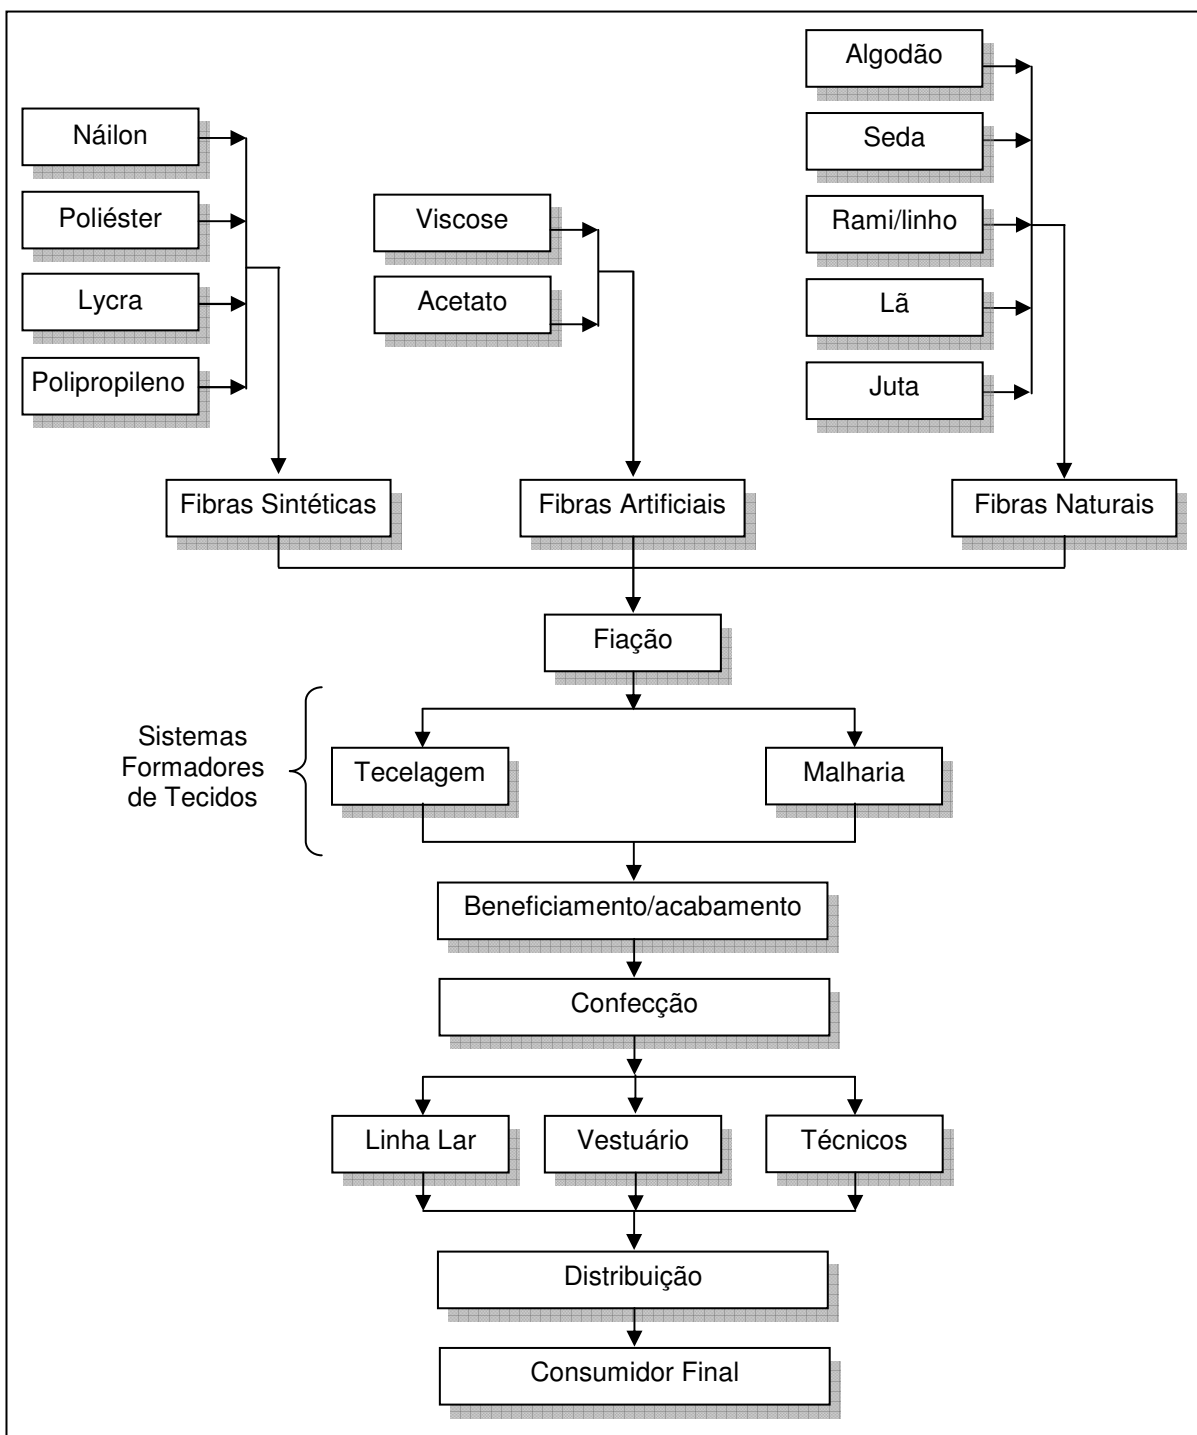 Algodão
Náilon
Seda
Poliéster
Viscose
Rami/linho
Lycra
Acetato
Lã
Polipropileno
Juta
Fibras Sintéticas
Fibras Artificiais
Fibras Naturais
Fiação
Sistemas
Formadores
de Tecidos
Tecelagem
Malharia
Beneficiamento/acabamento
Confecção
Linha Lar
Vestuário
Técnicos
Distribuição
Consumidor Final